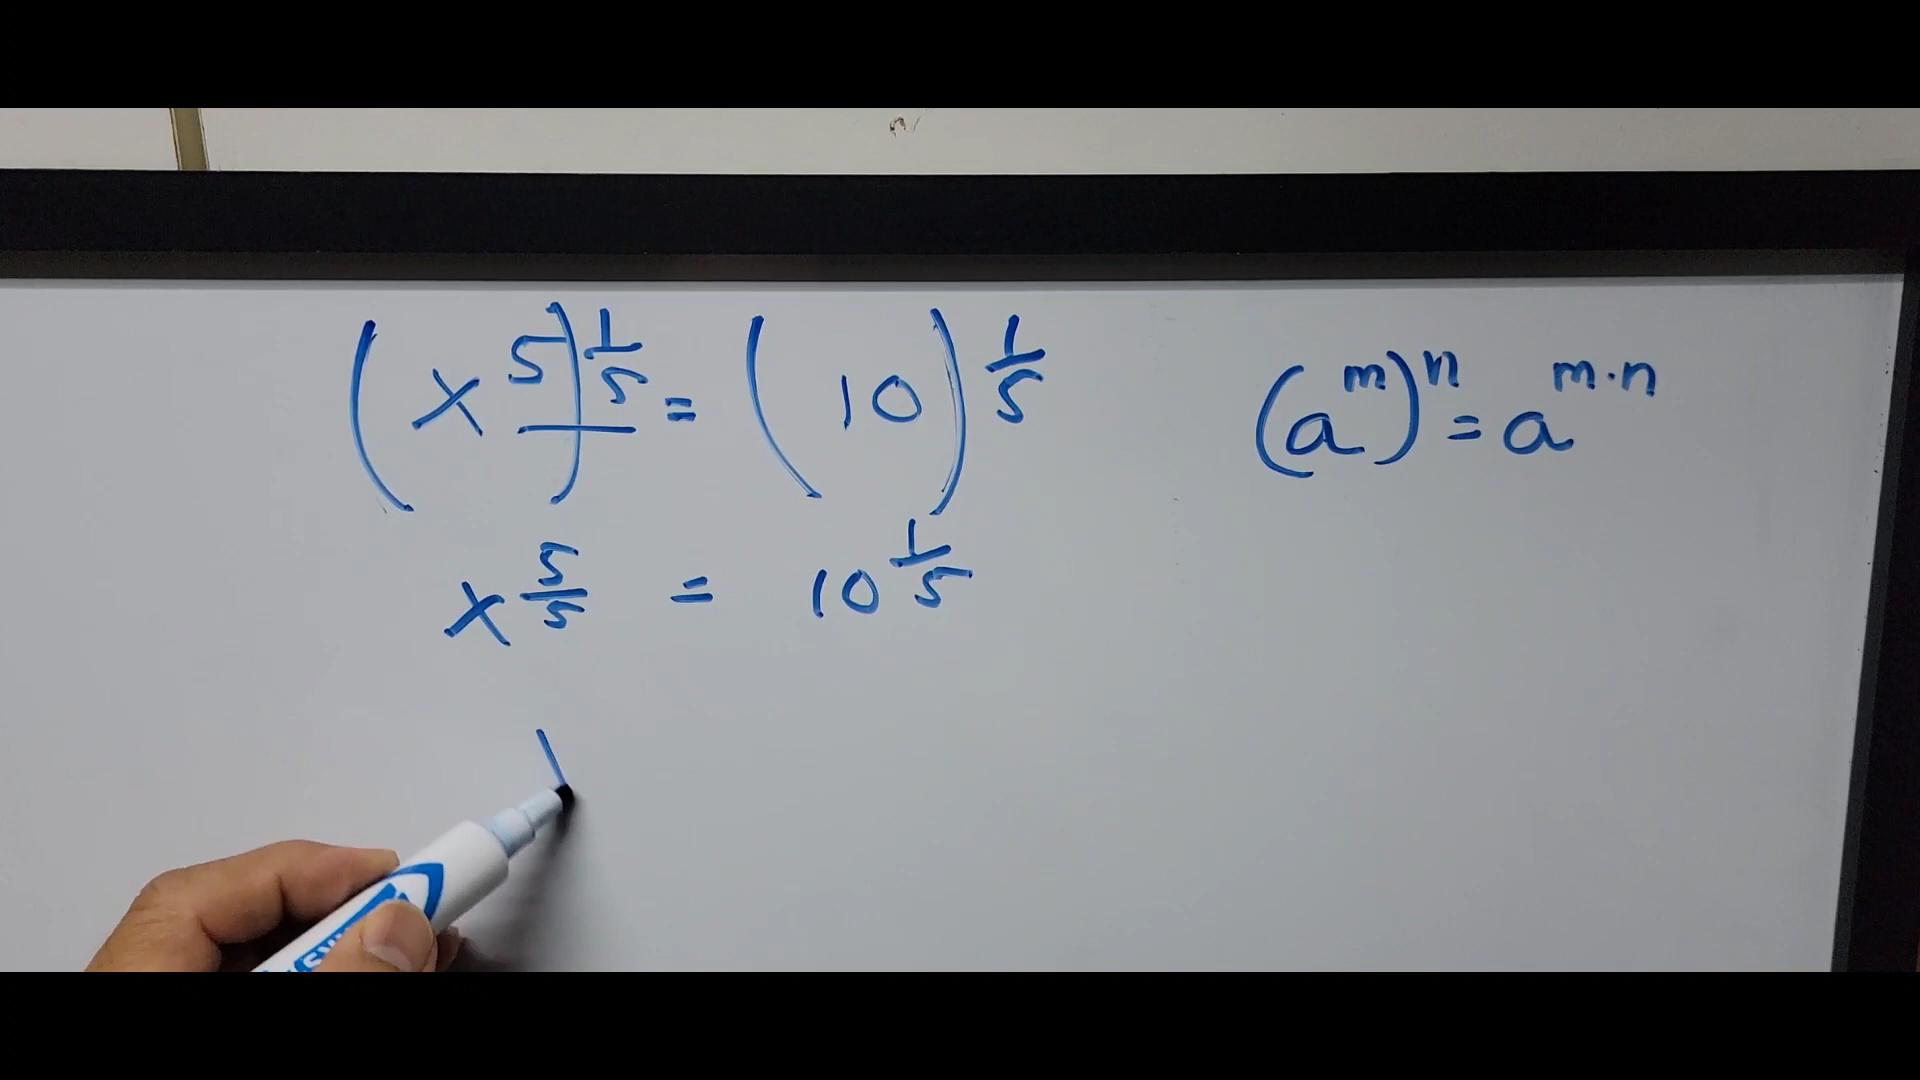 (x^5)^1/5 = (10)^1/5
(a^m)^n = a^m·n
x^5/5 = 10^1/5